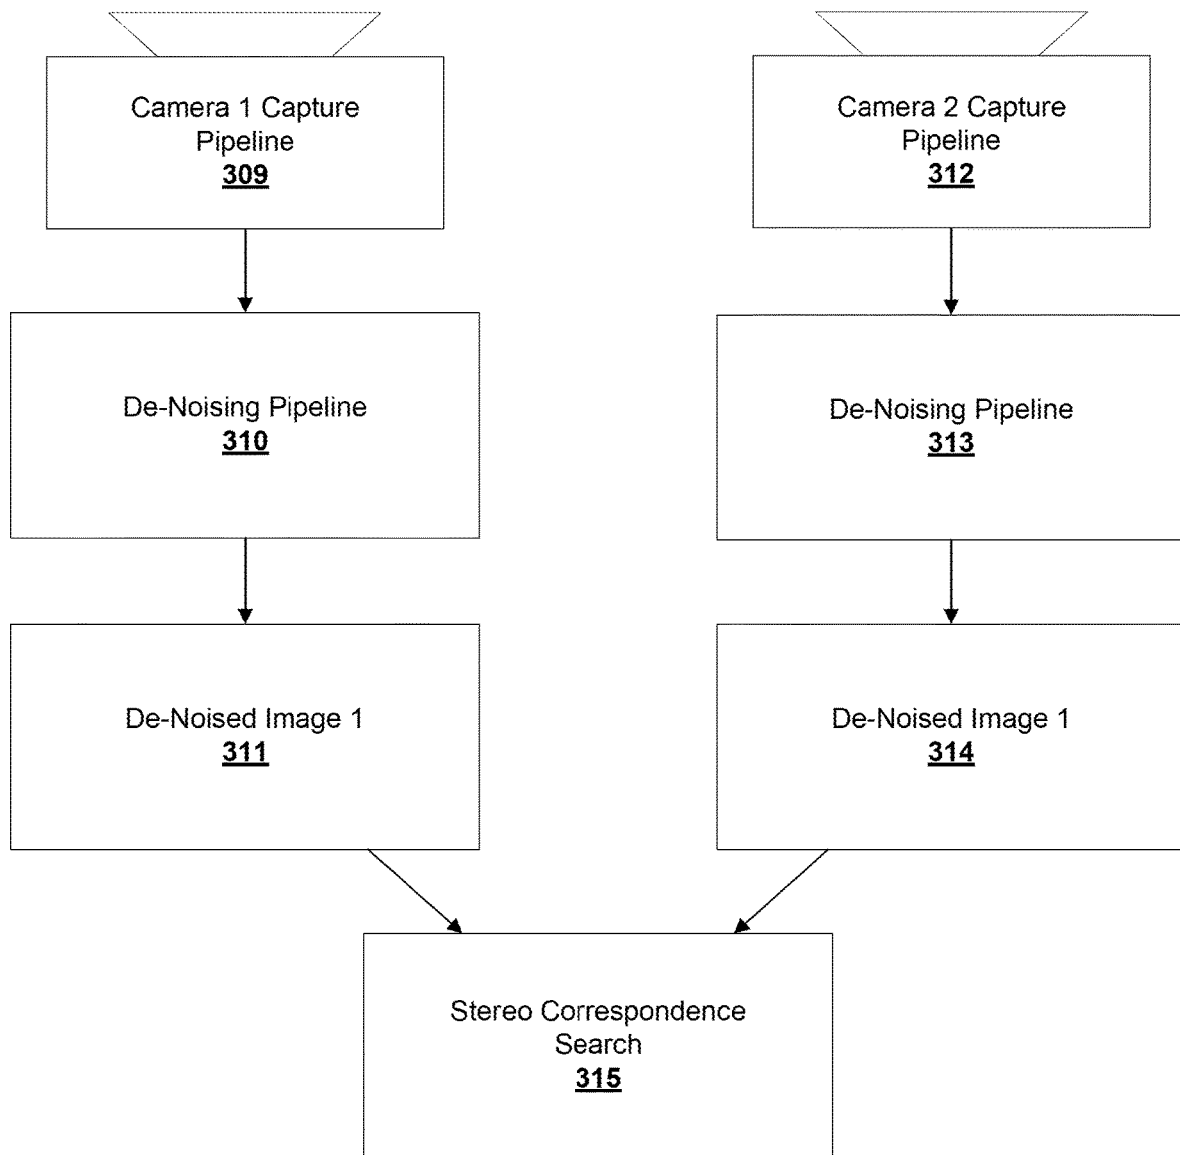 Camera 1 Capture
Pipeline
309
Camera 2 Capture
Pipeline
312
De-Noising Pipeline
310
De-Noising Pipeline
313
De-Noised Image 1
311
De-Noised Image 1
314
Stereo Correspondence
Search
315